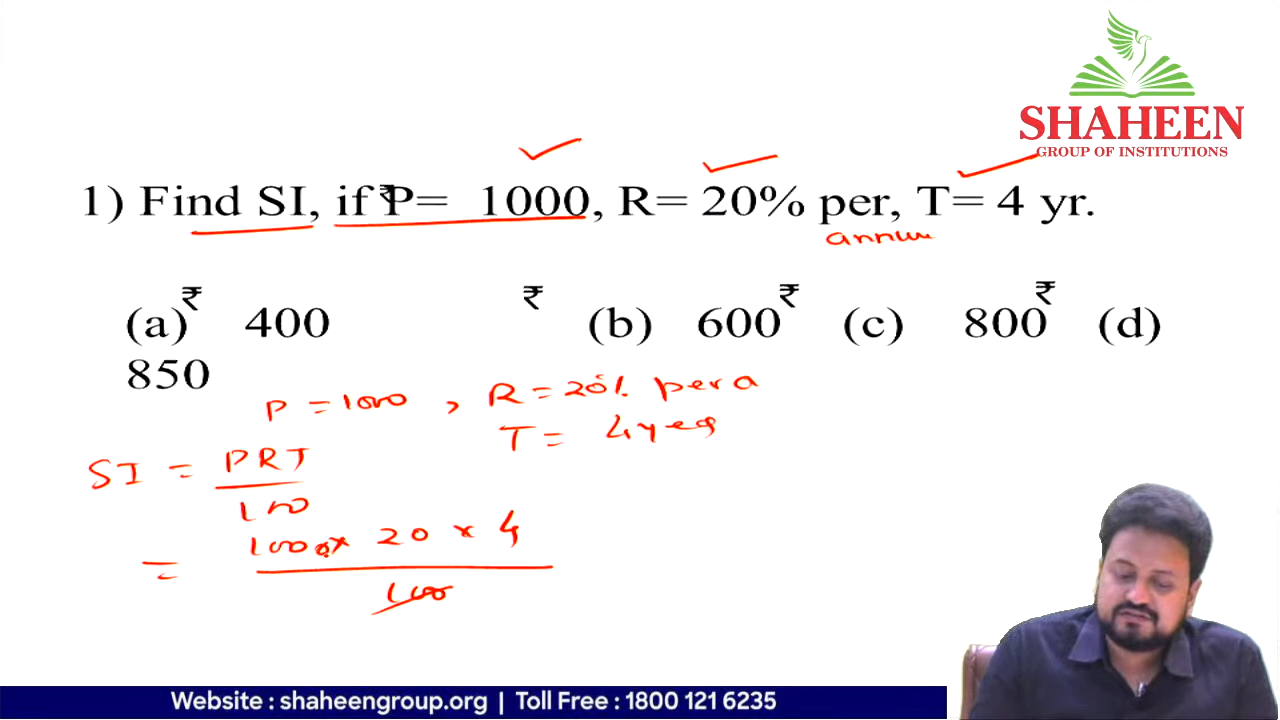 SHAHEEN
GROUP OF INSTITUTIONS
1) Find SI, if ₹P= 1000, R= 20% per, T= 4 yr.
annum
(a) ₹ 400 ₹ (b) 600 ₹ (c) 800 ₹ (d)
850
P = 1000 , R = 20% per a
T = 4 yea
SI = PRT
100
= 1000 × 20 × 4
100
Website : shaheengroup.org | Toll Free : 1800 121 6235